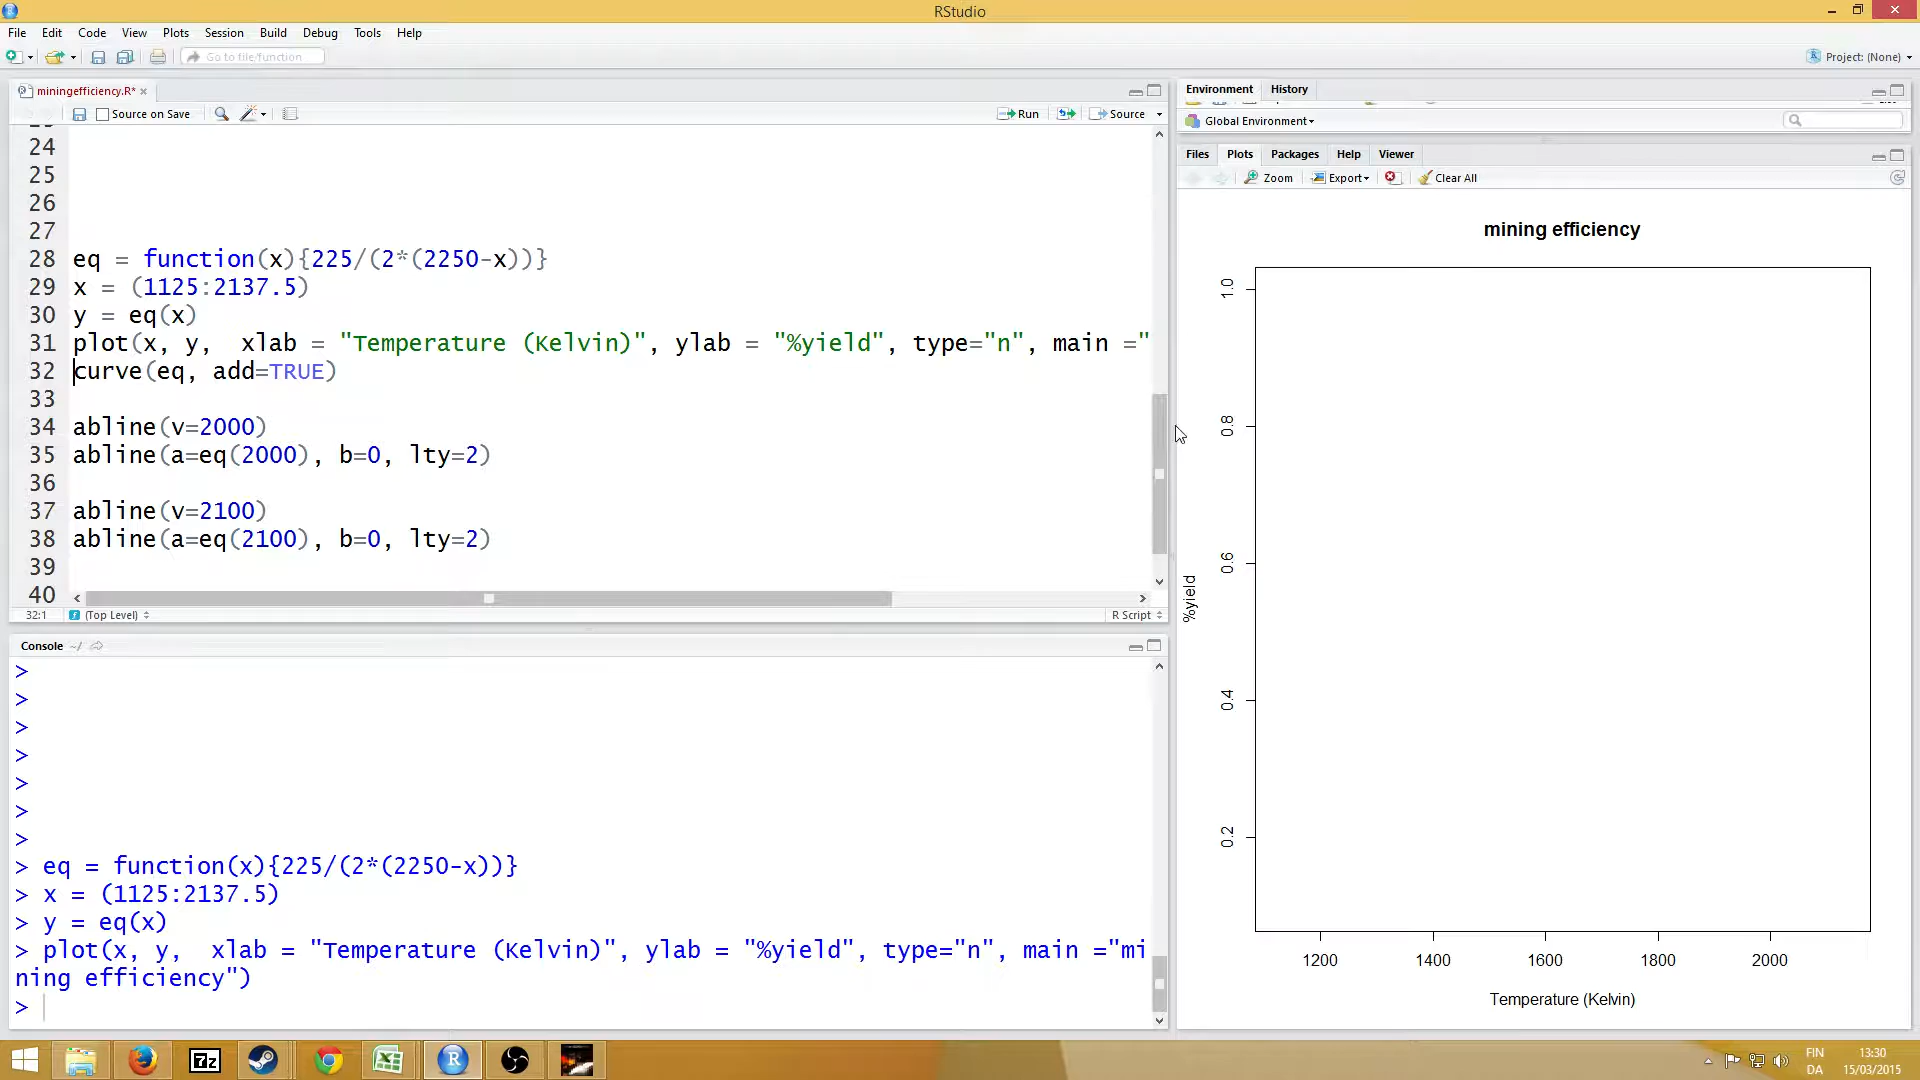 RStudio
File Edit Code View Plots Session Build Debug Tools Help
Go to file/function
Project: (None)
miningefficiency.R*
Source on Save
Run
Source
24
25
26
27
28 eq = function(x){225/(2*(2250-x))}
29 x = (1125:2137.5)
30 y = eq(x)
31 plot(x, y,  xlab = "Temperature (Kelvin)", ylab = "%yield", type="n", main ="
32 curve(eq, add=TRUE)
33
34 abline(v=2000)
35 abline(a=eq(2000), b=0, lty=2)
36
37 abline(v=2100)
38 abline(a=eq(2100), b=0, lty=2)
39
40
32:1 (Top Level) R Script
Console ~/
>
>
>
>
>
>
>
> eq = function(x){225/(2*(2250-x))}
> x = (1125:2137.5)
> y = eq(x)
> plot(x, y,  xlab = "Temperature (Kelvin)", ylab = "%yield", type="n", main ="mi
ning efficiency")
>
Environment History
Global Environment
Files Plots Packages Help Viewer
Zoom Export Clear All
mining efficiency
1.0
0.8
0.6
0.4
0.2
%yield
1200 1400 1600 1800 2000
Temperature (Kelvin)
7z
R
FIN
DA
13:30
15/03/2015